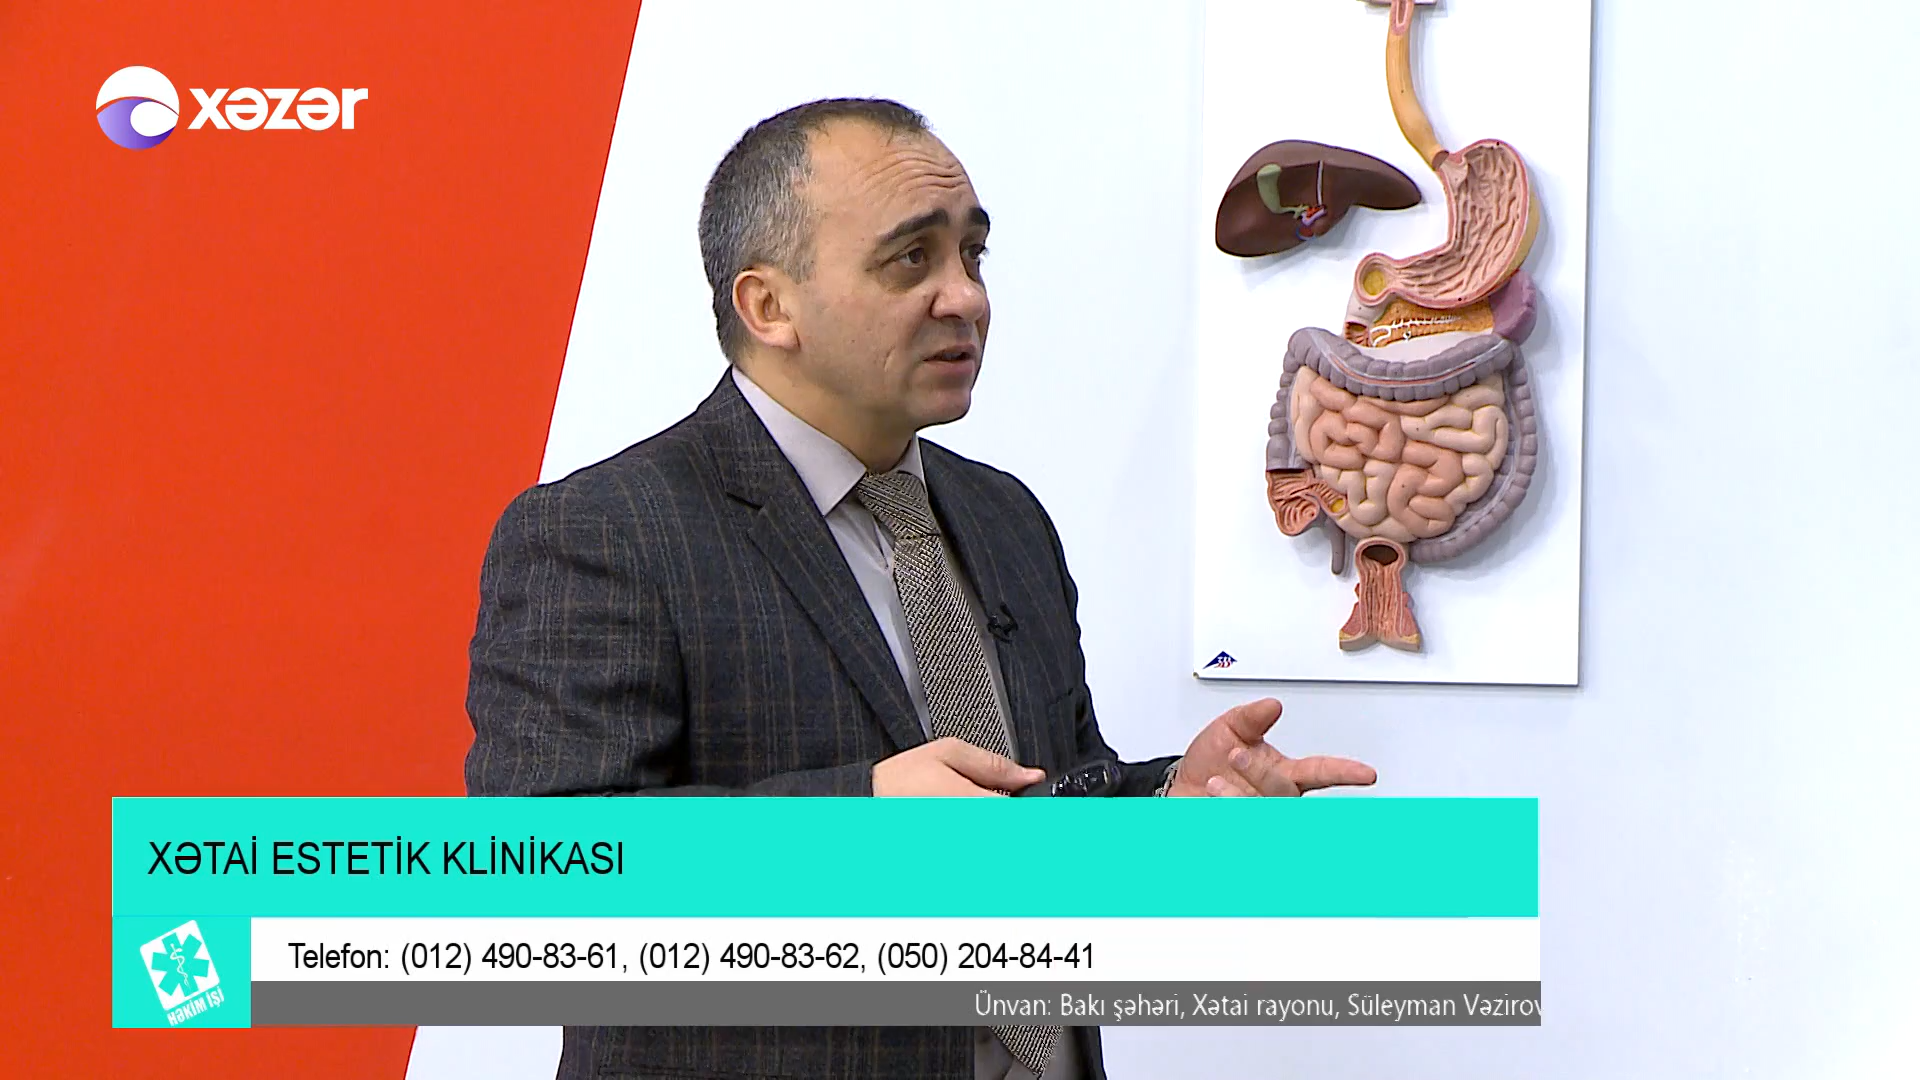 xəzər
XƏTAİ ESTETİK KLİNİKASI
Telefon: (012) 490-83-61, (012) 490-83-62, (050) 204-84-41
HƏKİM İŞİ
Ünvan: Bakı şəhəri, Xətai rayonu, Süleyman Vəzirov